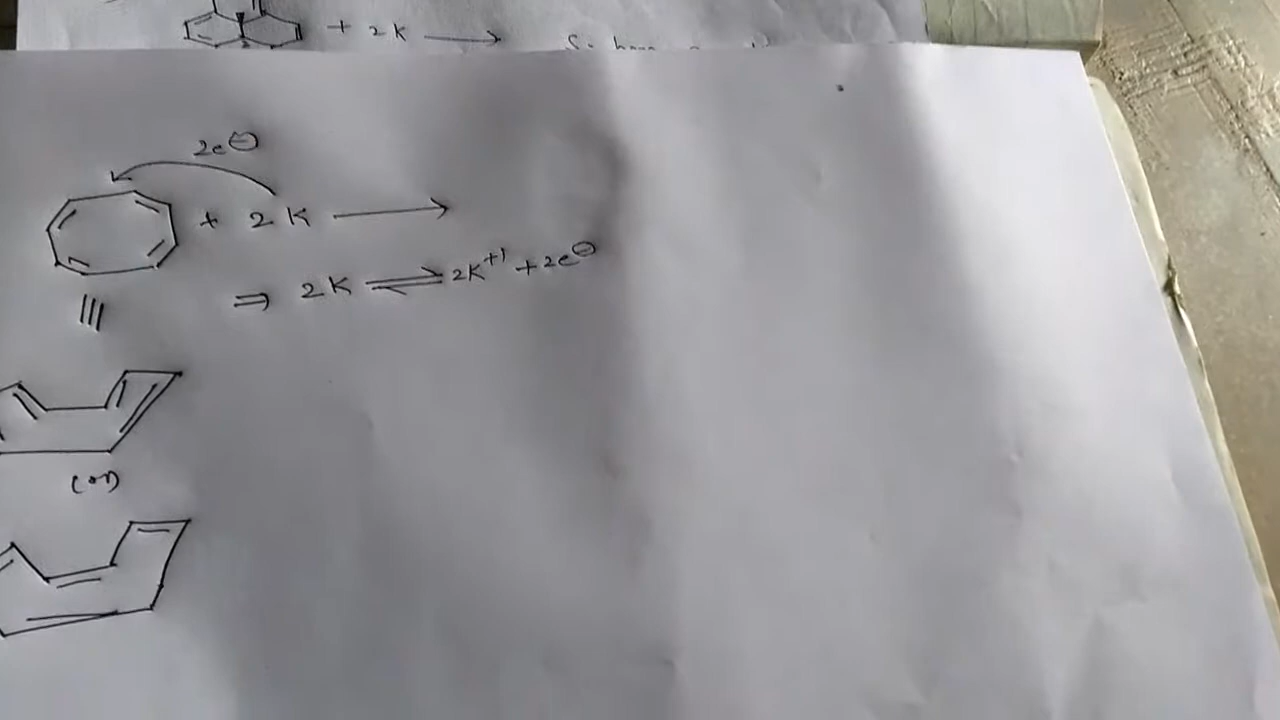 + 2K ⟶
2e⊖
+ 2K ⟶
⇒ 2K ⇌ 2K⁺¹ + 2e⊖
(or)